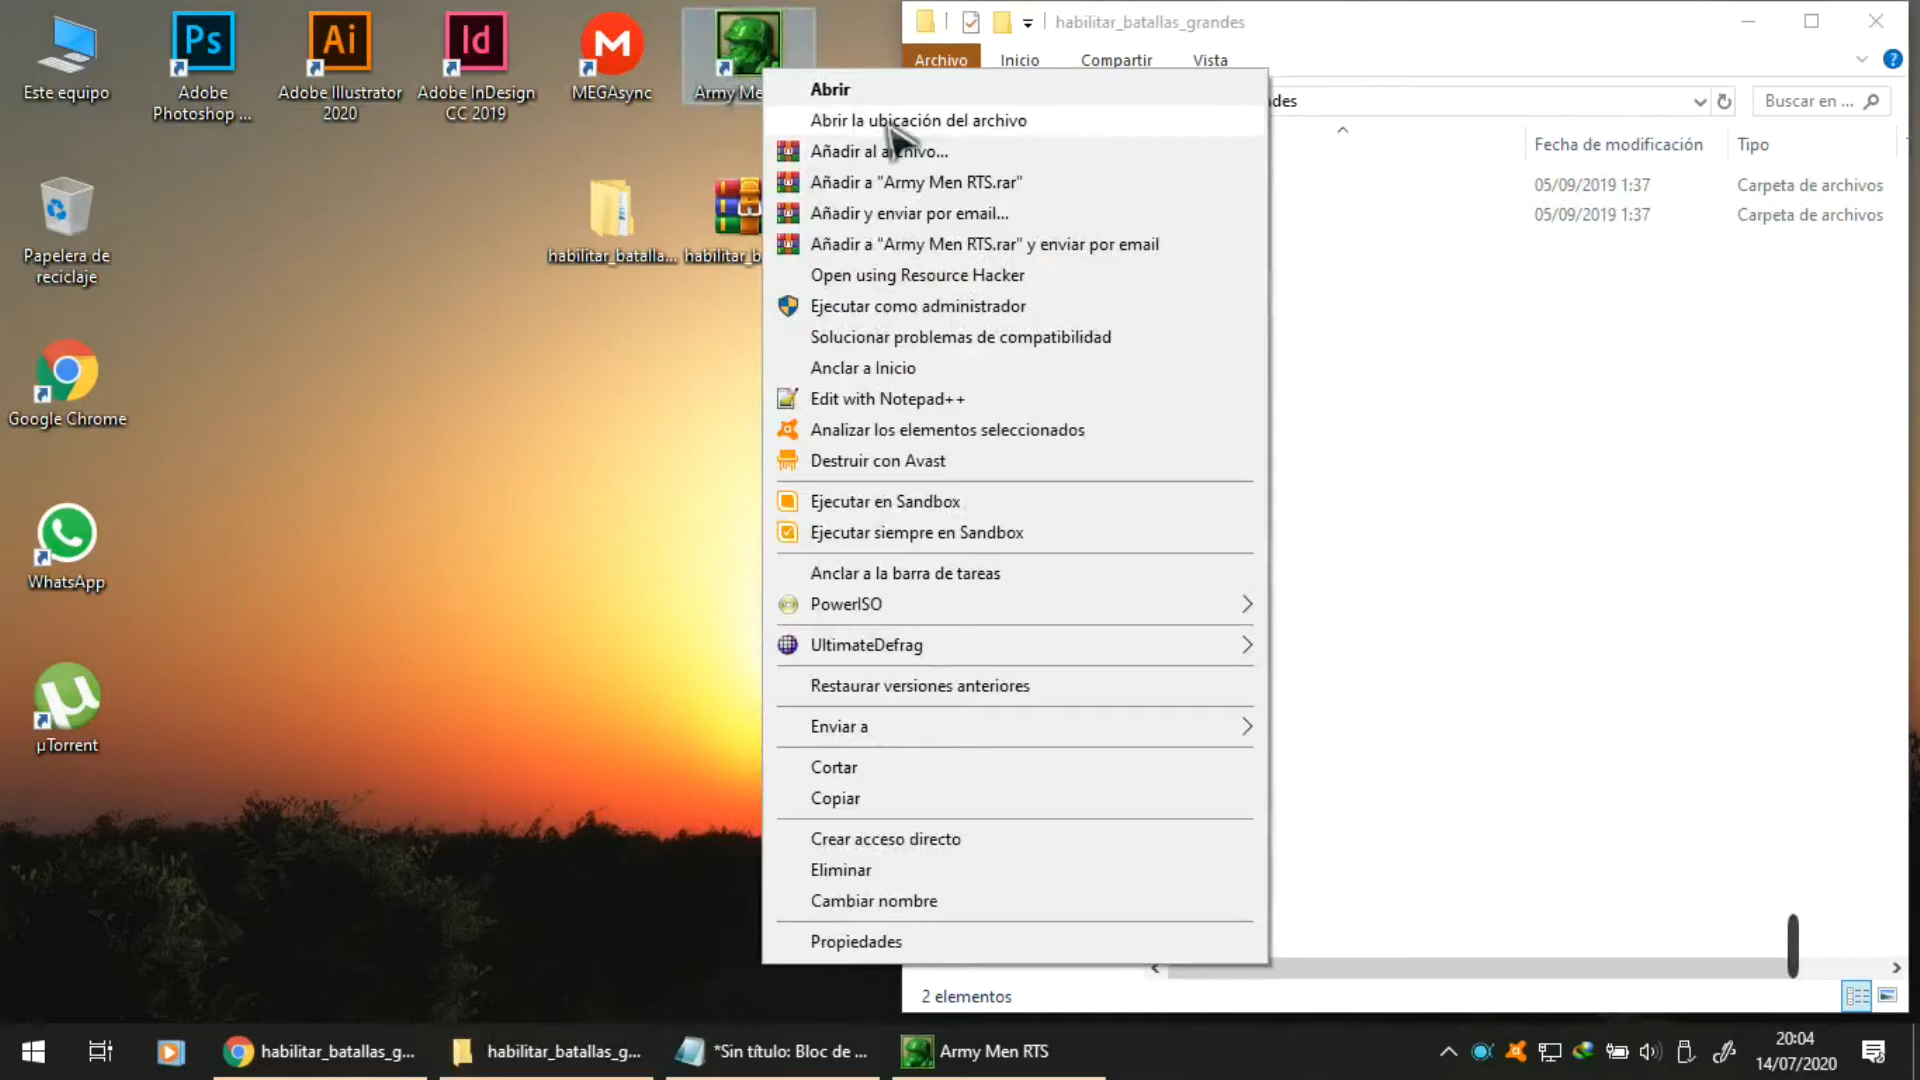 Este equipo
Adobe
Photoshop ...
Adobe Illustrator
2020
Adobe InDesign
CC 2019
MEGAsync
Army Me
Papelera de
reciclaje
habilitar_batalla...
habilitar_b
Google Chrome
WhatsApp
µTorrent
habilitar_batallas_grandes
Archivo
Inicio
Compartir
Vista
des
Buscar en ...
Fecha de modificación
Tipo
05/09/2019 1:37
Carpeta de archivos
05/09/2019 1:37
Carpeta de archivos
2 elementos
Abrir
Abrir la ubicación del archivo
Añadir al archivo...
Añadir a "Army Men RTS.rar"
Añadir y enviar por email...
Añadir a "Army Men RTS.rar" y enviar por email
Open using Resource Hacker
Ejecutar como administrador
Solucionar problemas de compatibilidad
Anclar a Inicio
Edit with Notepad++
Analizar los elementos seleccionados
Destruir con Avast
Ejecutar en Sandbox
Ejecutar siempre en Sandbox
Anclar a la barra de tareas
PowerISO
UltimateDefrag
Restaurar versiones anteriores
Enviar a
Cortar
Copiar
Crear acceso directo
Eliminar
Cambiar nombre
Propiedades
habilitar_batallas_g...
habilitar_batallas_g...
*Sin título: Bloc de ...
Army Men RTS
20:04
14/07/2020